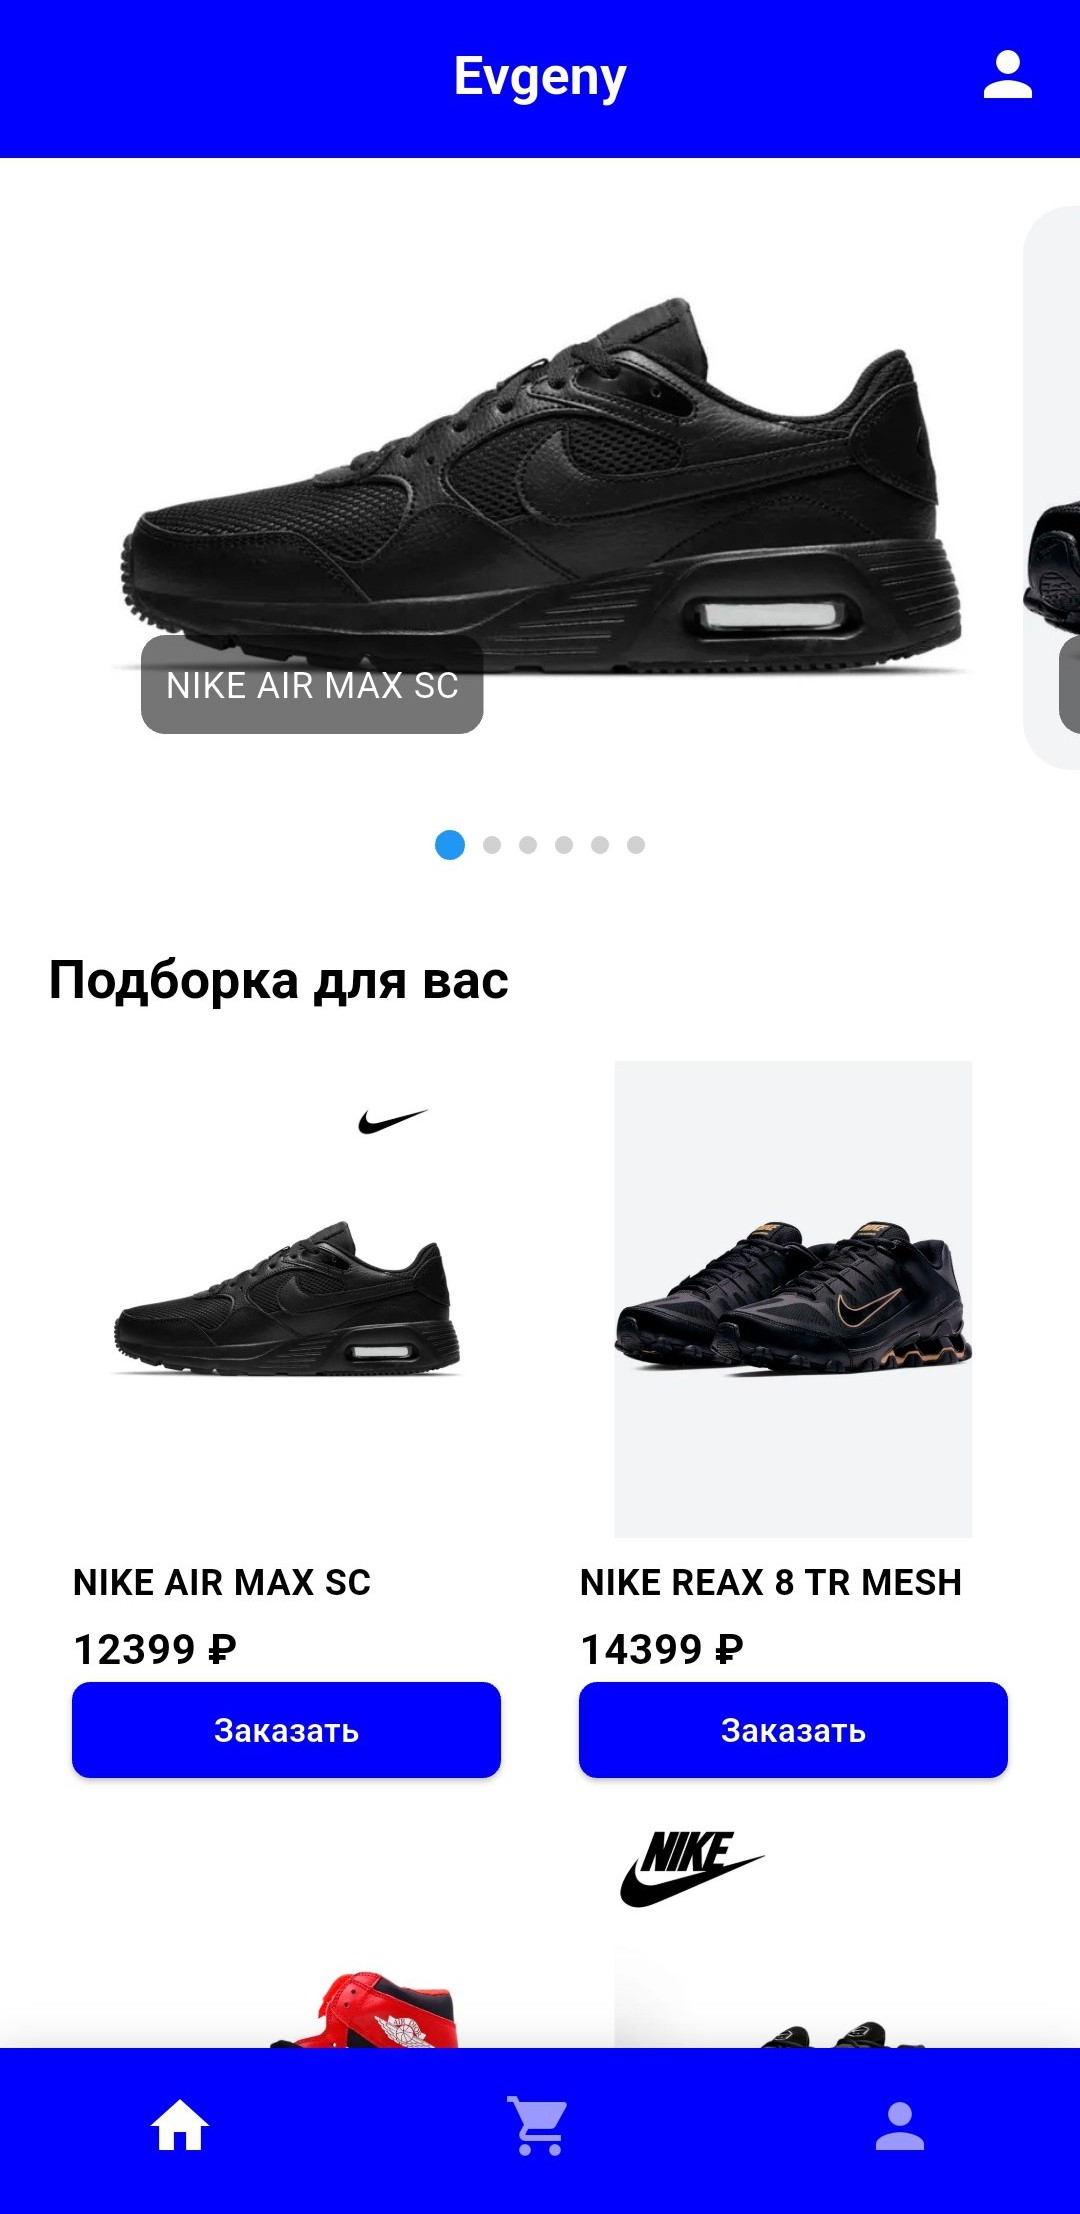 Evgeny
NIKE AIR MAX SC
Подборка для вас
NIKE AIR MAX SC
NIKE REAX 8 TR MESH
12399 ₽
14399 ₽
Заказать
Заказать
NIKE